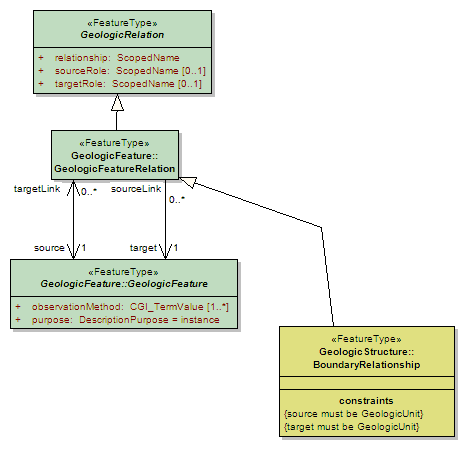 «FeatureType»
GeologicRelation
+ relationship: ScopedName
+ sourceRole: ScopedName [0..1]
+ targetRole: ScopedName [0..1]
«FeatureType»
GeologicFeature::
GeologicFeatureRelation
targetLink
0..*
sourceLink
0..*
source
1
target
1
«FeatureType»
GeologicFeature::GeologicFeature
+ observationMethod: CGI_TermValue [1..*]
+ purpose: DescriptionPurpose = instance
«FeatureType»
GeologicStructure::
BoundaryRelationship
constraints
{source must be GeologicUnit}
{target must be GeologicUnit}